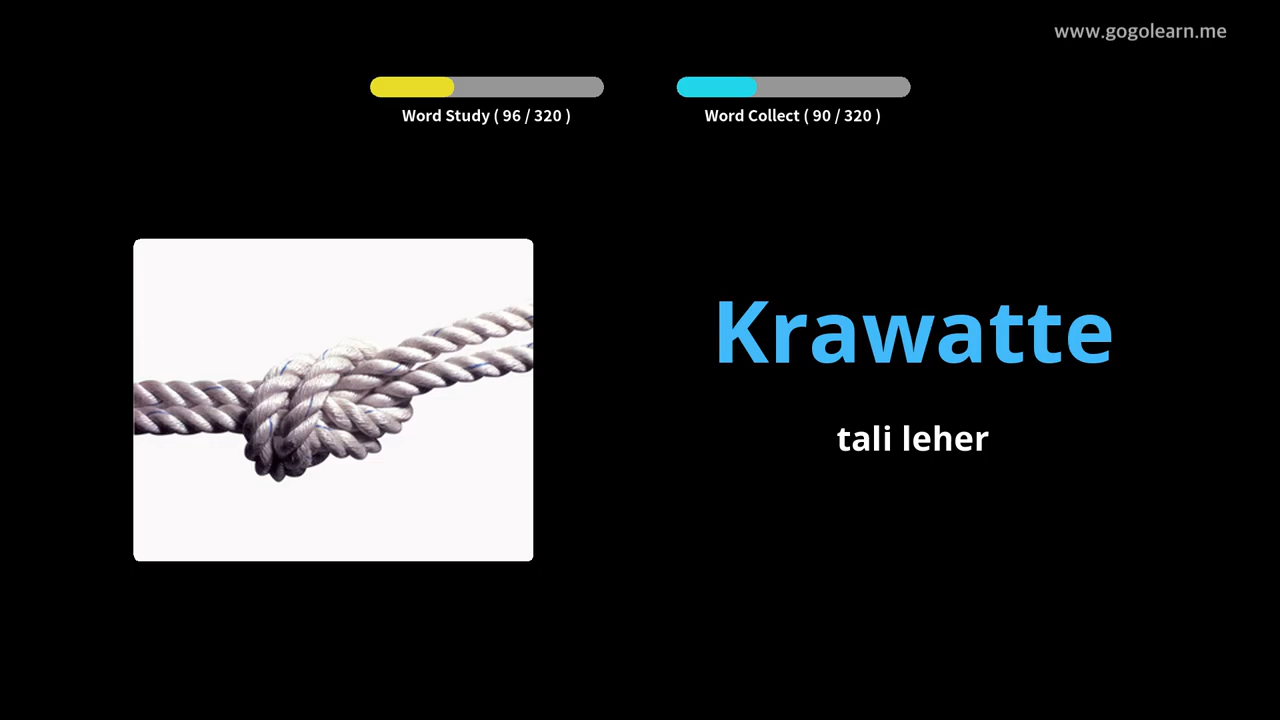 www.gogolearn.me
Word Study ( 96 / 320 )
Word Collect ( 90 / 320 )
Krawatte
tali leher